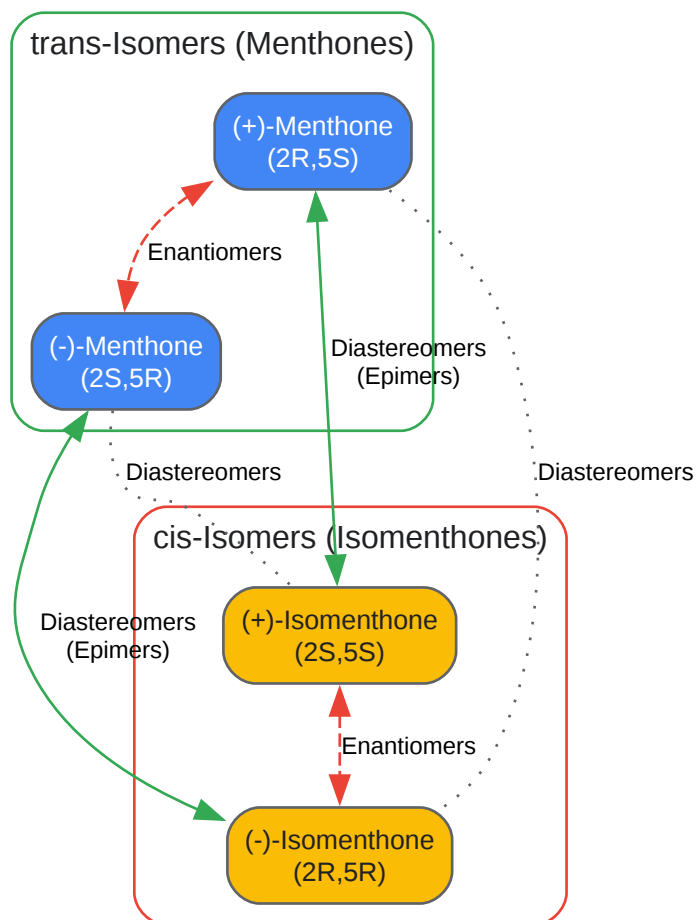 trans-Isomers (Menthones)
(+)-Menthone
(2R,5S)
Enantiomers
(-)-Menthone
(2S,5R)
Diastereomers
(Epimers)
Diastereomers
Diastereomers
cis-Isomers (Isomenthones)
(+)-Isomenthone
(2S,5S)
Diastereomers
(Epimers)
Enantiomers
(-)-Isomenthone
(2R,5R)